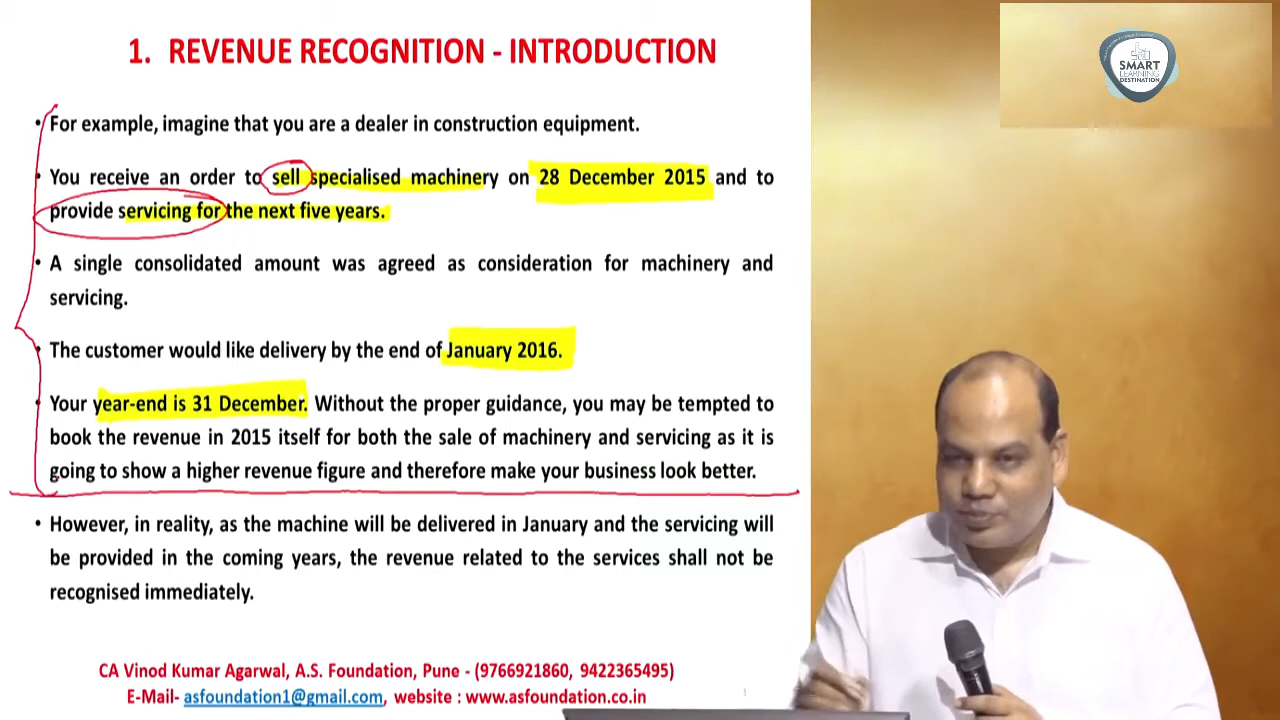 1. REVENUE RECOGNITION - INTRODUCTION
SMART
LEARNING
DESTINATION
• For example, imagine that you are a dealer in construction equipment.
• You receive an order to sell specialised machinery on 28 December 2015 and to
provide servicing for the next five years.
• A single consolidated amount was agreed as consideration for machinery and
servicing.
• The customer would like delivery by the end of January 2016.
• Your year-end is 31 December. Without the proper guidance, you may be tempted to
book the revenue in 2015 itself for both the sale of machinery and servicing as it is
going to show a higher revenue figure and therefore make your business look better.
• However, in reality, as the machine will be delivered in January and the servicing will
be provided in the coming years, the revenue related to the services shall not be
recognised immediately.
CA Vinod Kumar Agarwal, A.S. Foundation, Pune - (9766921860, 9422365495)
E-Mail- asfoundation1@gmail.com, website : www.asfoundation.co.in
1